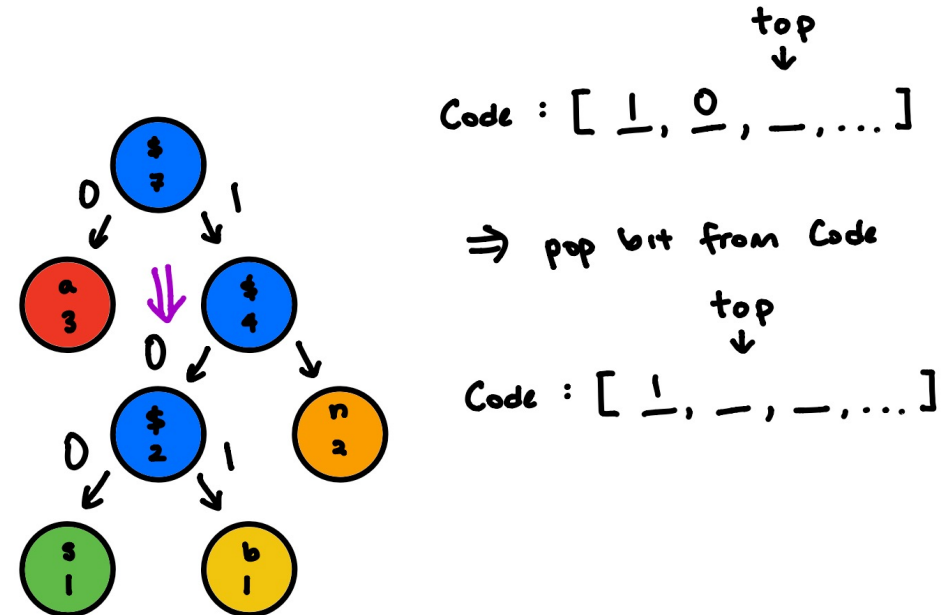 top
Code : [ 1, 0, _, ... ]
⇒ pop bit from Code
top
Code : [ 1, _, _, ... ]
$
7
0 1
a
3
$
4
0
$
2
n
2
0 1
s
1
b
1